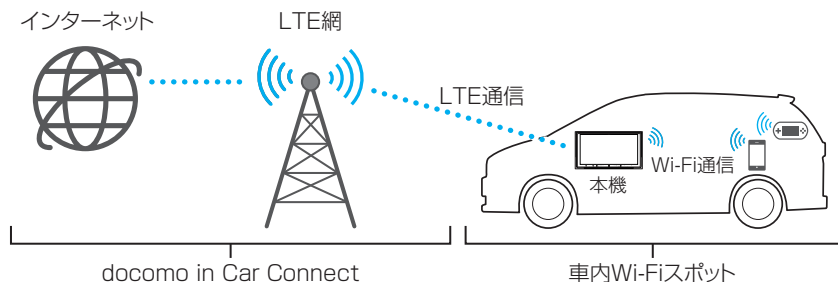 インターネット
LTE網
LTE通信
Wi-Fi通信
本機
docomo in Car Connect
車内Wi-Fiスポット